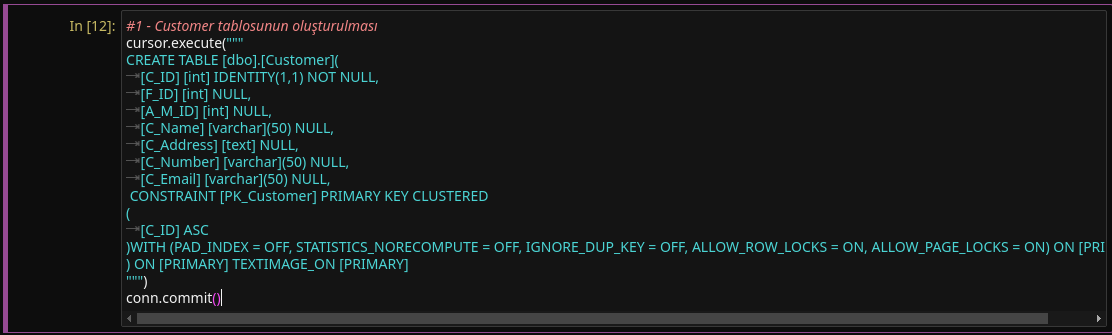 In [12]:
#1 - Customer tablosunun oluşturulması
cursor.execute("""
CREATE TABLE [dbo].[Customer](
[C_ID] [int] IDENTITY(1,1) NOT NULL,
[F_ID] [int] NULL,
[A_M_ID] [int] NULL,
[C_Name] [varchar](50) NULL,
[C_Address] [text] NULL,
[C_Number] [varchar](50) NULL,
[C_Email] [varchar](50) NULL,
CONSTRAINT [PK_Customer] PRIMARY KEY CLUSTERED
(
[C_ID] ASC
)WITH (PAD_INDEX = OFF, STATISTICS_NORECOMPUTE = OFF, IGNORE_DUP_KEY = OFF, ALLOW_ROW_LOCKS = ON, ALLOW_PAGE_LOCKS = ON) ON [PRI
) ON [PRIMARY] TEXTIMAGE_ON [PRIMARY]
""")
conn.commit()